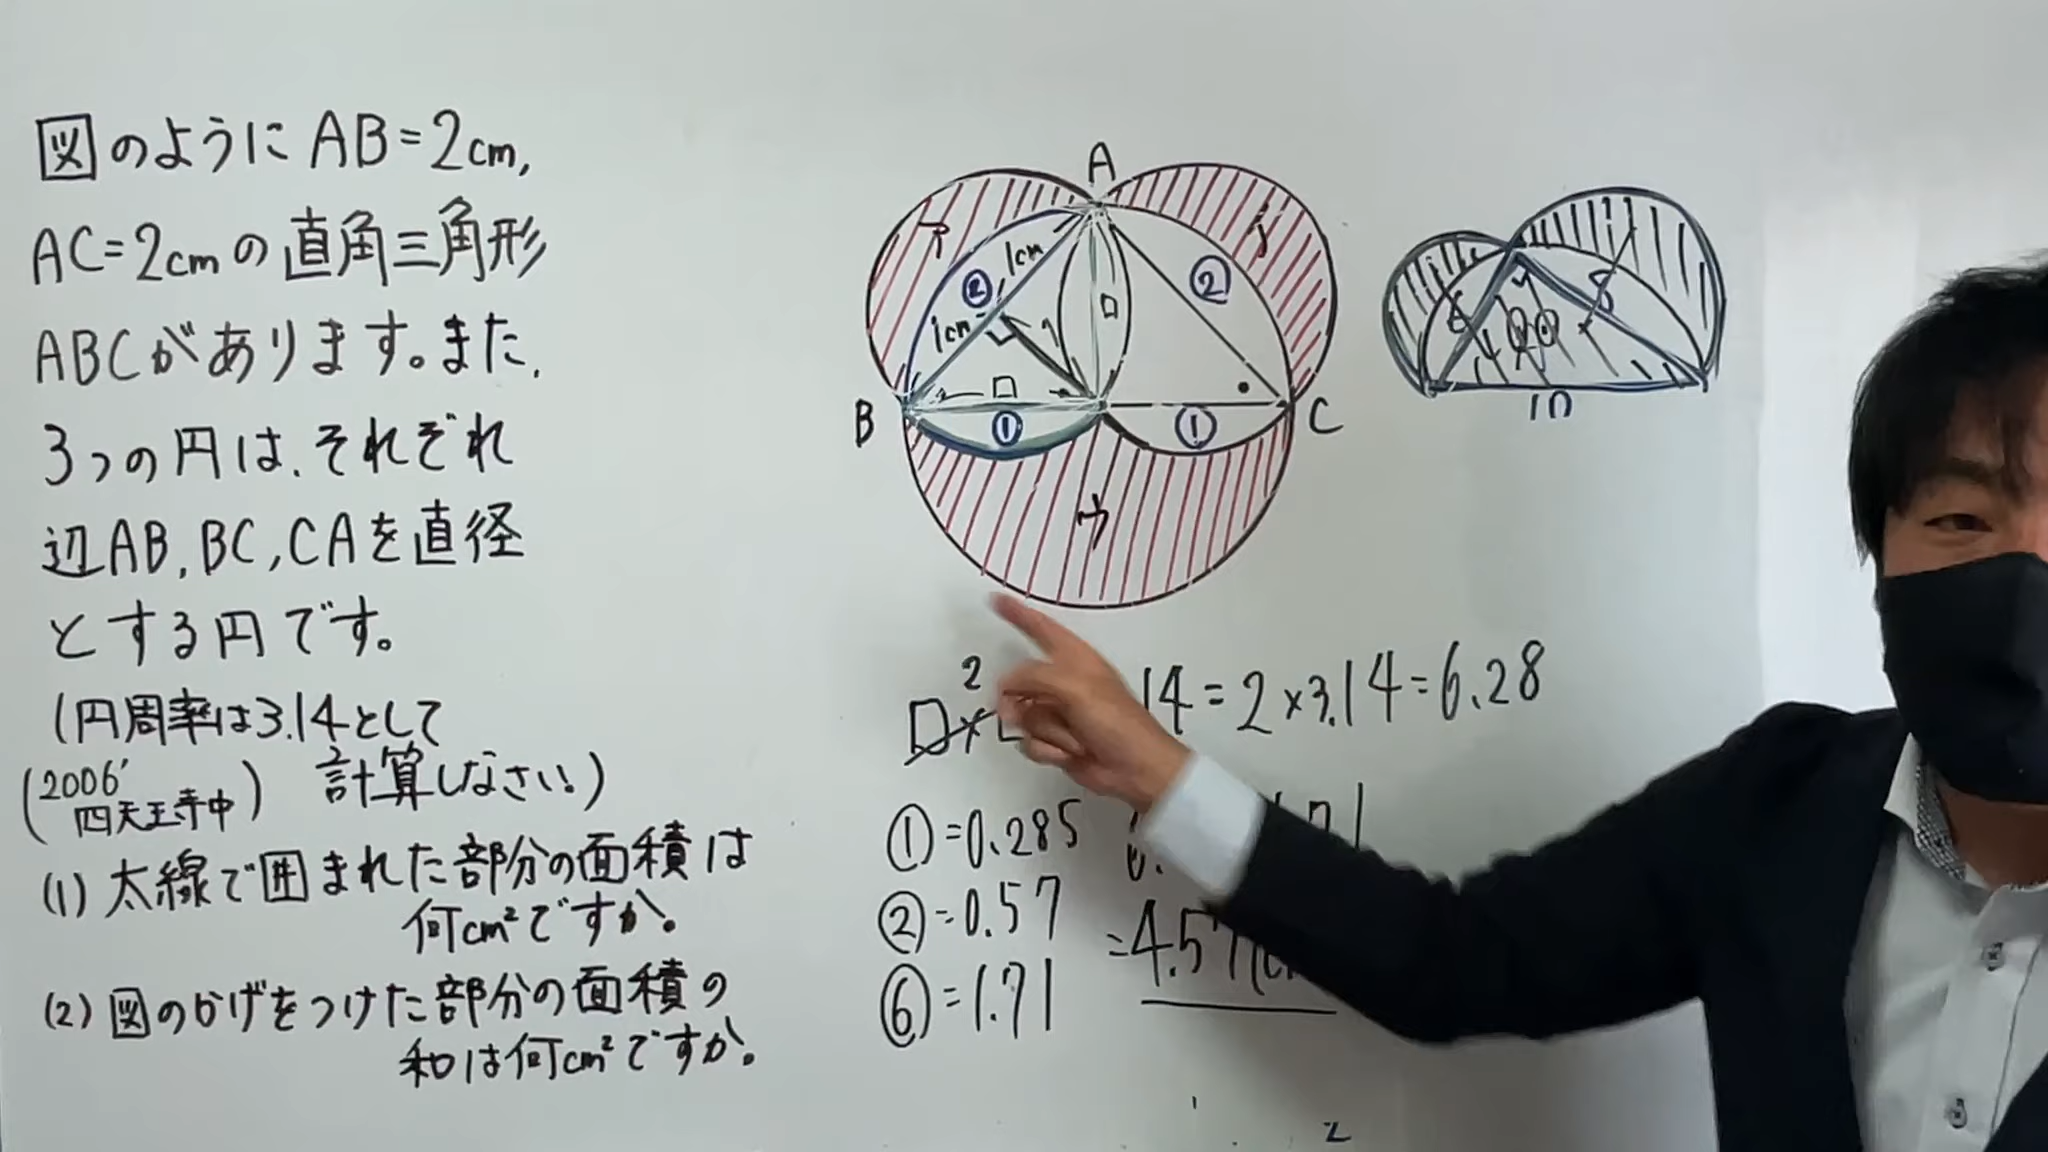 図のように AB=2cm,
AC=2cmの直角三角形
ABCがあります。また,
3つの円は,それぞれ
辺AB,BC,CAを直径
とする円です。
(円周率は3.14として
計算しなさい!)
(2006' 四天王寺中)
(1) 太線で囲まれた部分の面積は
何cm²ですか。
(2) 図のかげをつけた部分の面積の
和は何cm²ですか。
A
ア
イ
1cm
②
②
1cm
□
□
B
①
①
C
ウ
6
8
10
2
□×
14=2×3.14=6.28
①=0.285
②=0.57
=4.57
⑥=1.71